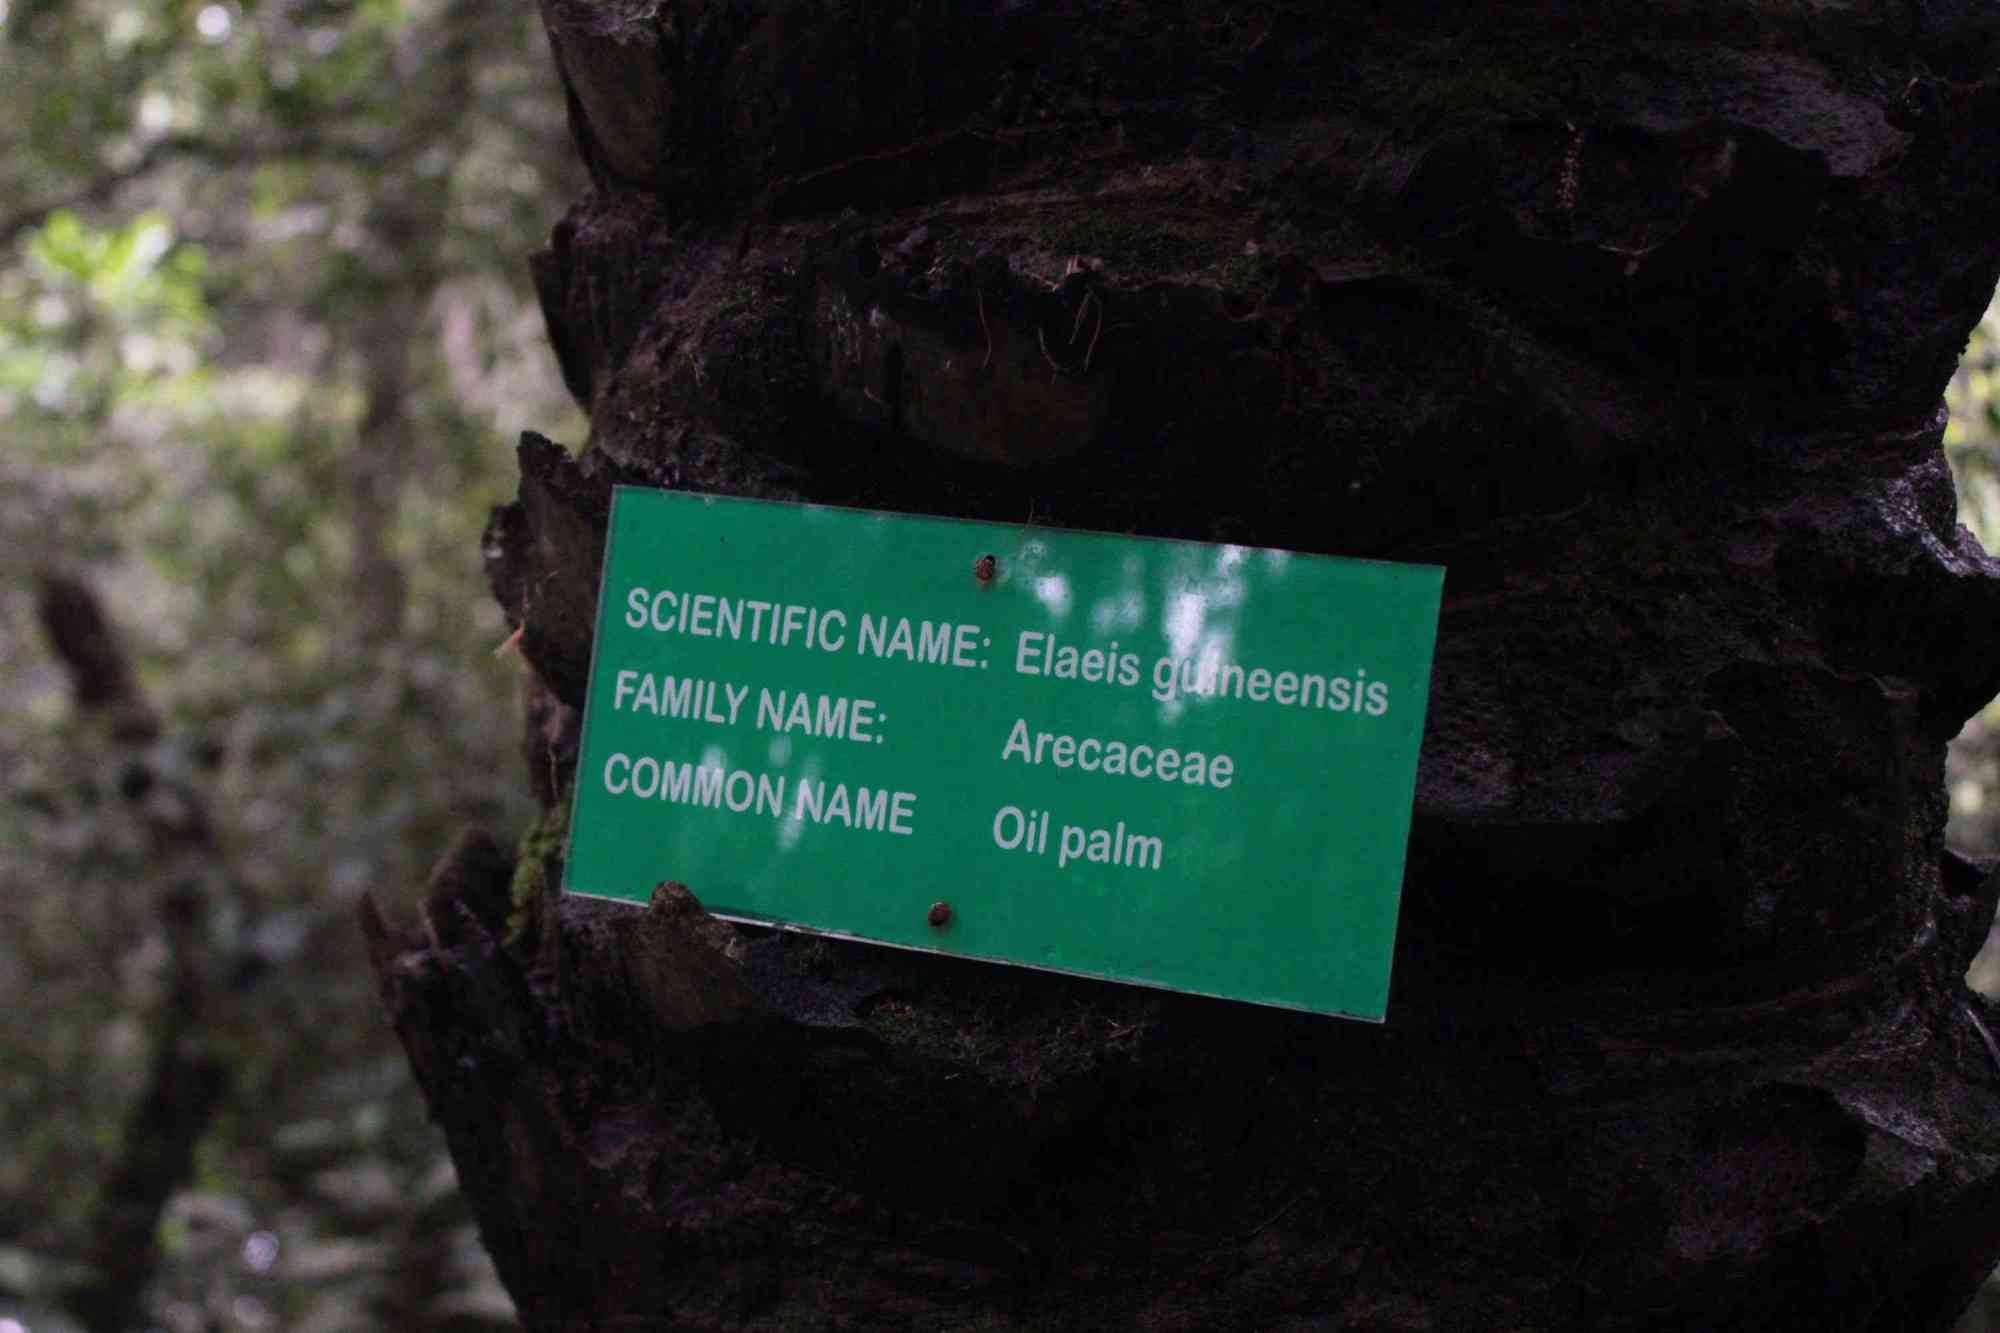 SCIENTIFIC NAME: Elaeis guineensis
FAMILY NAME: Arecaceae
COMMON NAME Oil palm